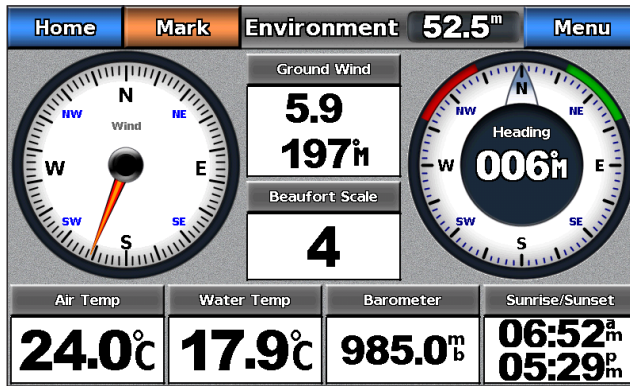 Home Mark Environment 52.5m Menu
Ground Wind
5.9
197°M
Beaufort Scale
4
N
NW NE
Wind
W E
SW SE
S
N
NW NE
Heading
W 006°M E
SW SE
S
Air Temp Water Temp Barometer Sunrise/Sunset
24.0°c 17.9°c 985.0mb 06:52am
05:29pm